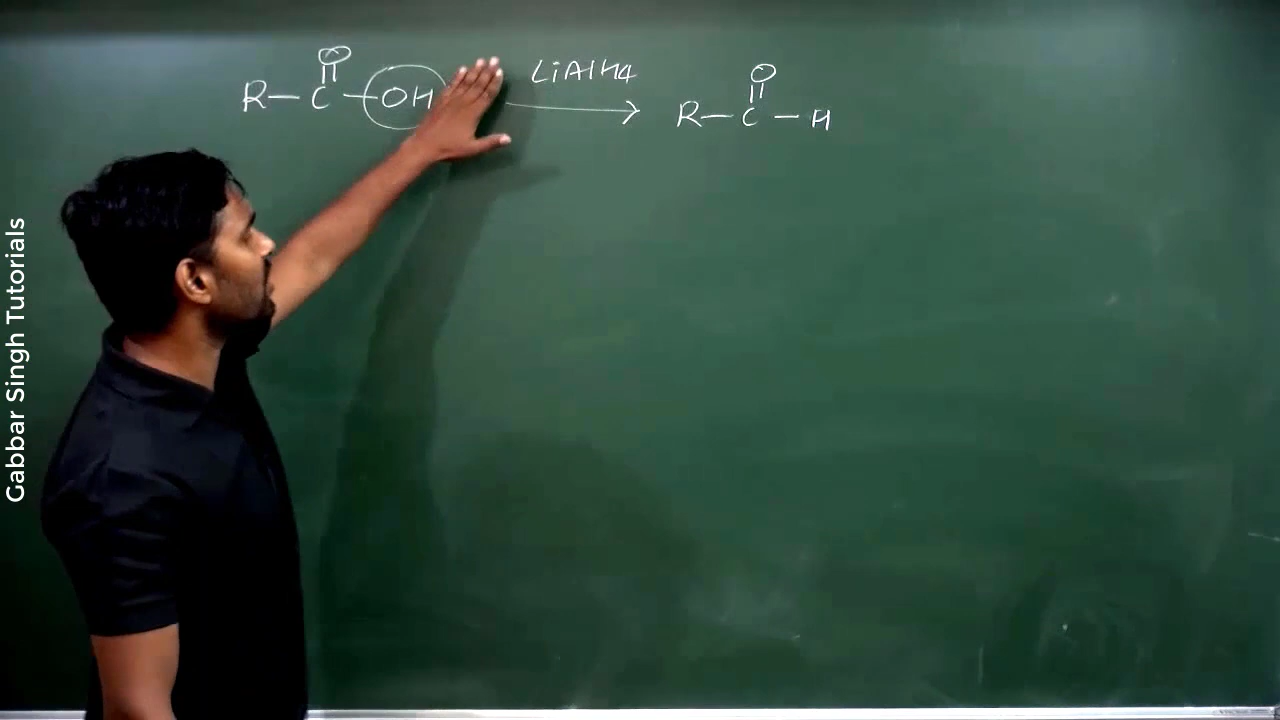 Gabbar Singh Tutorials
O
||
R—C—OH
LiAlH4
O
||
R—C—H